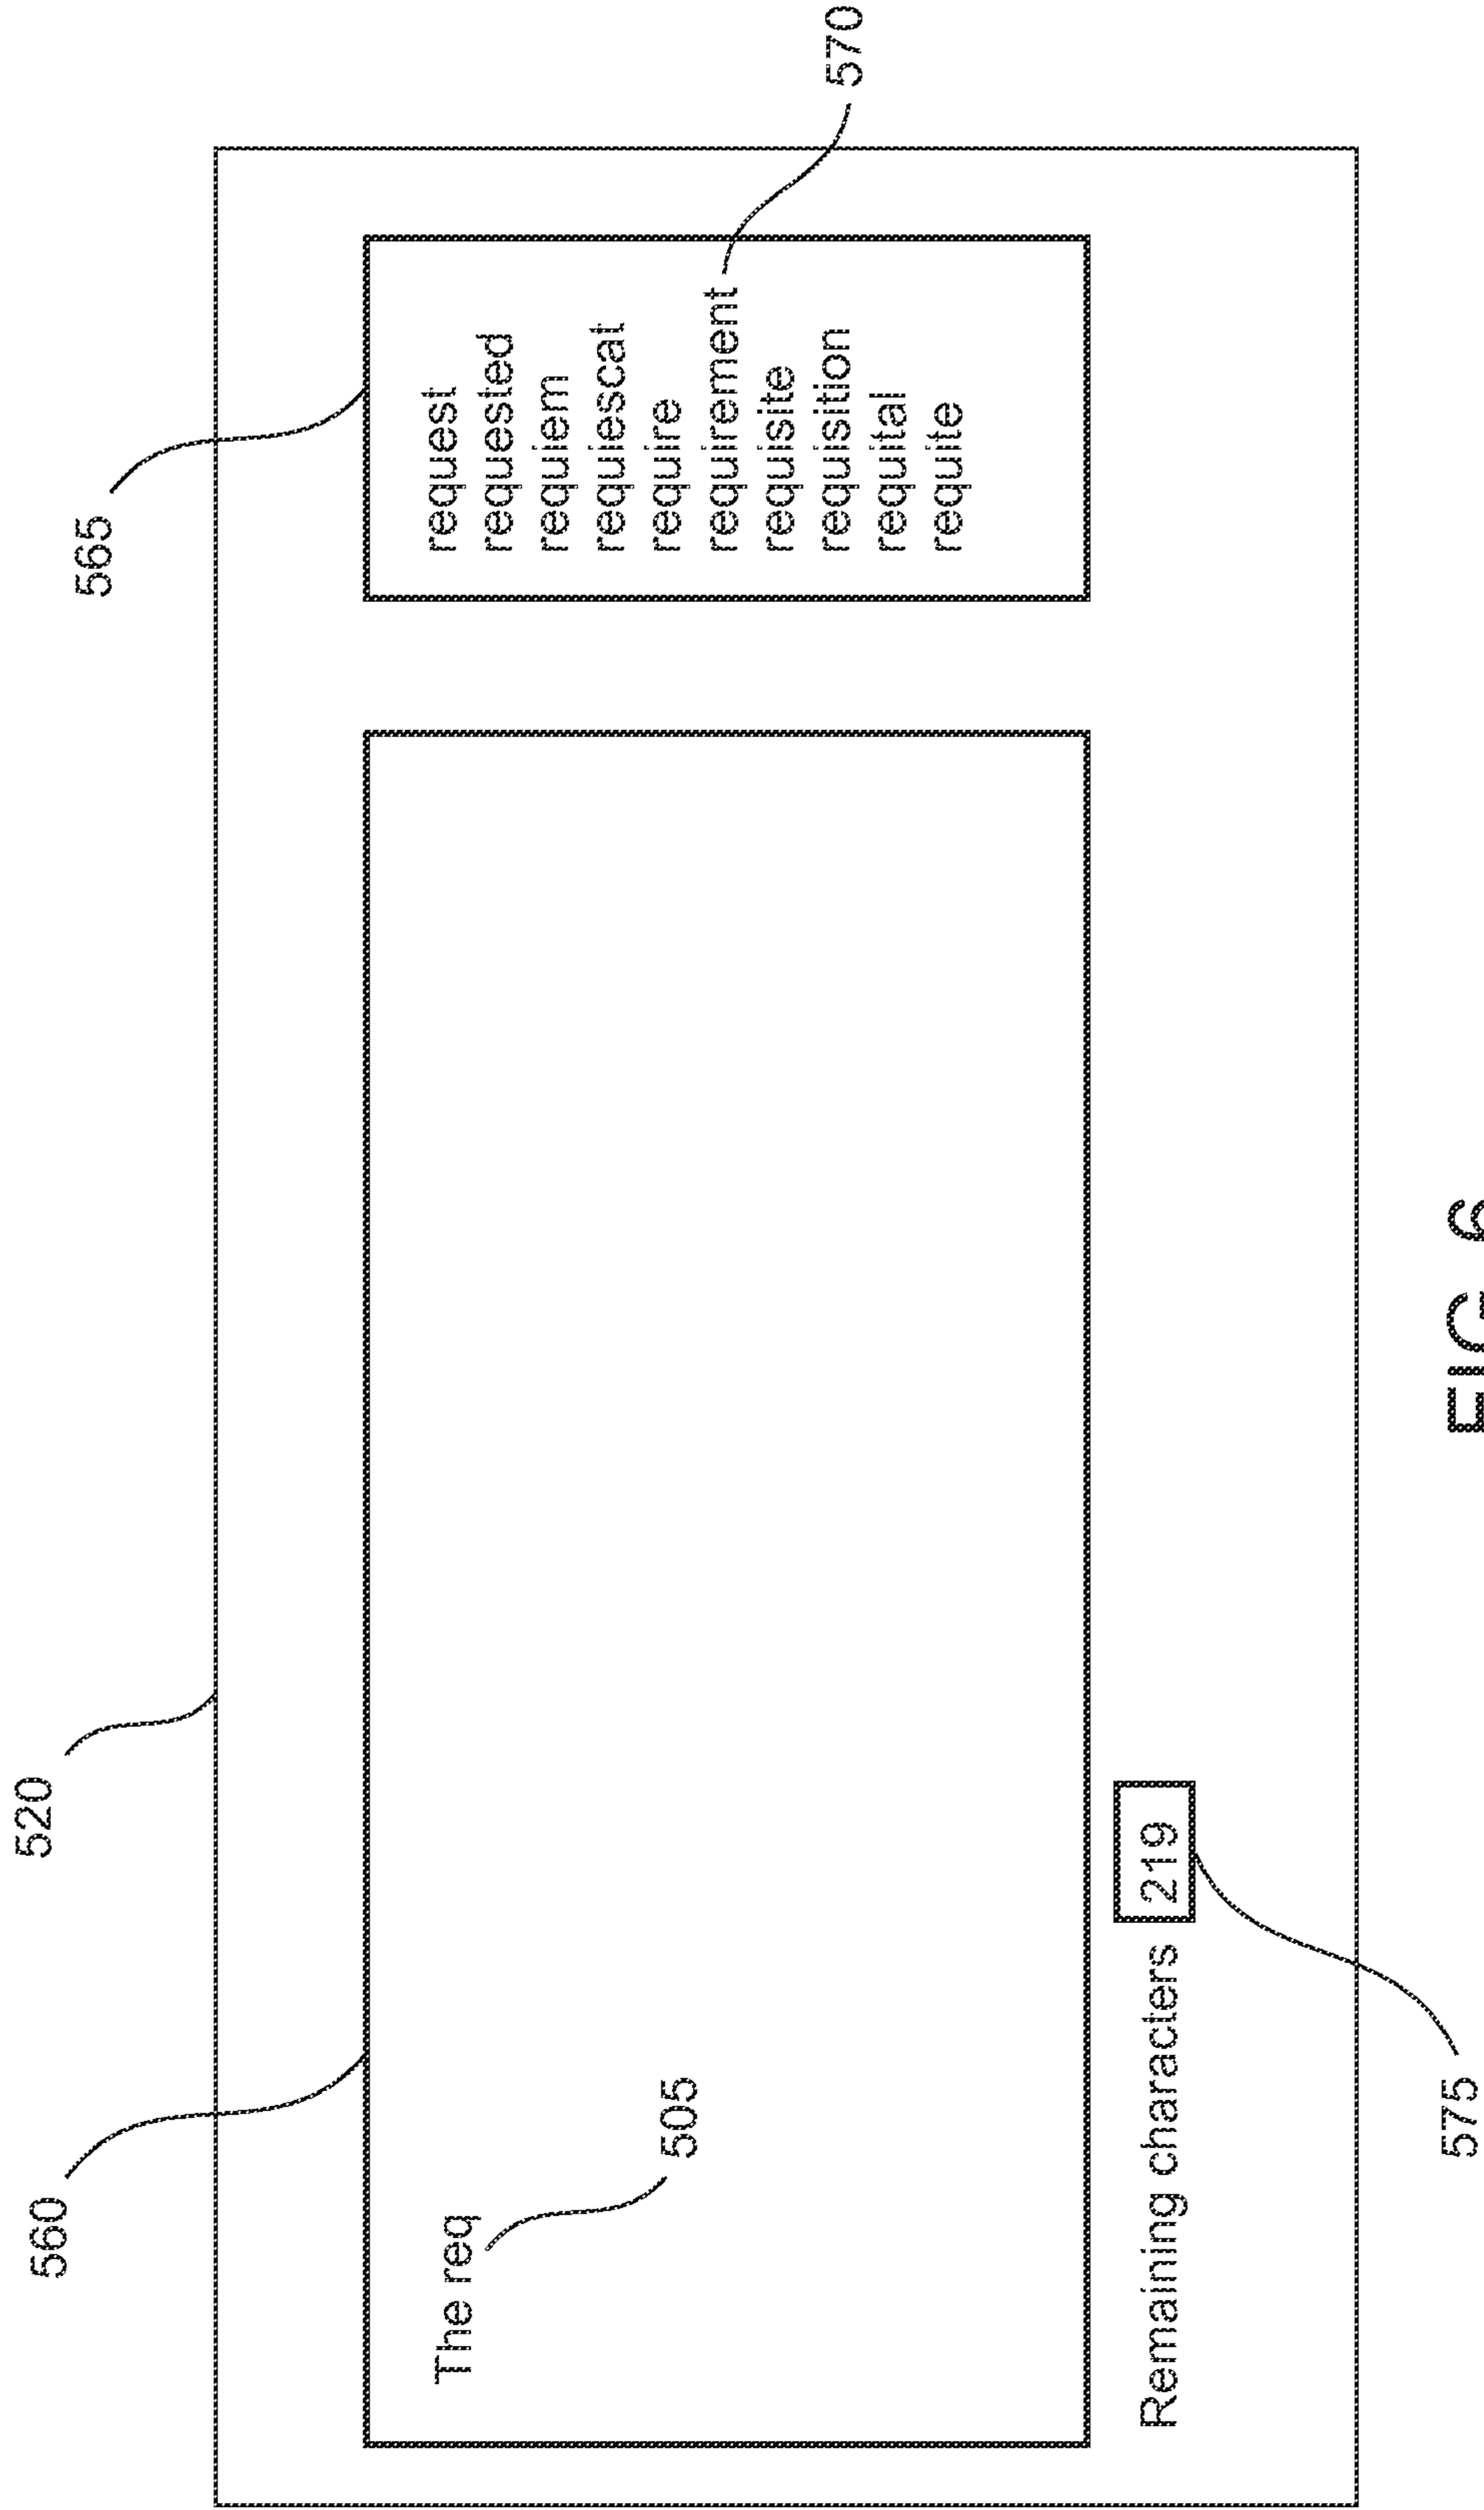 520
565
560
The req
505
request
requested
requiem
requiescat
require
requirement
requisite
requisition
requital
requite
570
Remaining characters 219
575
FIG. 6